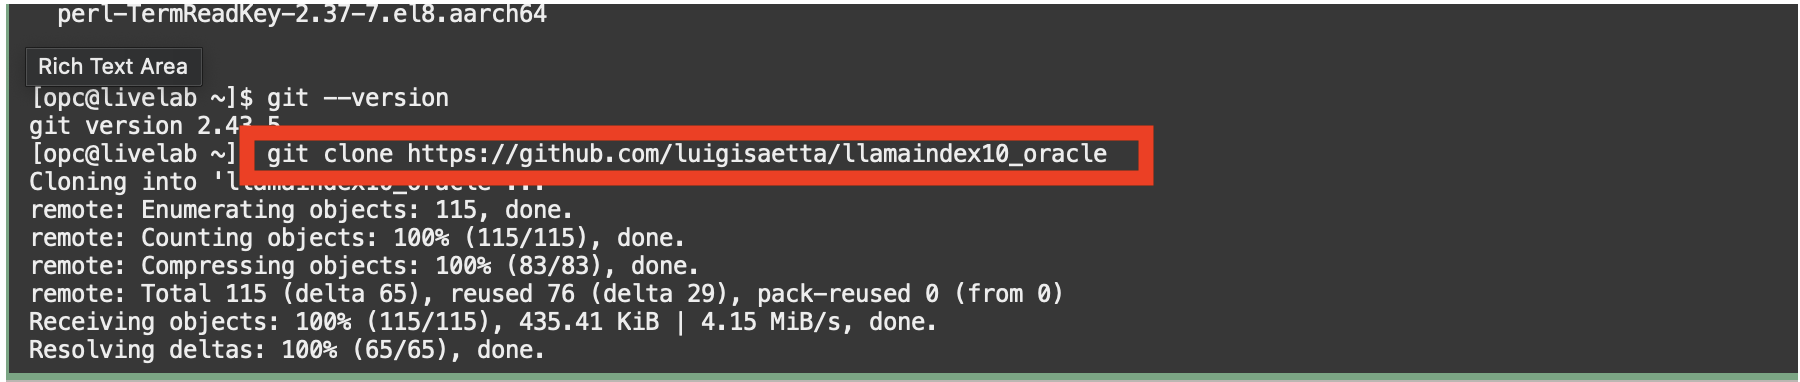 perl-TermReadKey-2.37-7.el8.aarch64
Rich Text Area
[opc@livelab ~]$ git --version
git version 2.43.5
[opc@livelab ~] git clone https://github.com/luigisaetta/llamaindex10_oracle
Cloning into 'llamaindex10_oracle'...
remote: Enumerating objects: 115, done.
remote: Counting objects: 100% (115/115), done.
remote: Compressing objects: 100% (83/83), done.
remote: Total 115 (delta 65), reused 76 (delta 29), pack-reused 0 (from 0)
Receiving objects: 100% (115/115), 435.41 KiB | 4.15 MiB/s, done.
Resolving deltas: 100% (65/65), done.